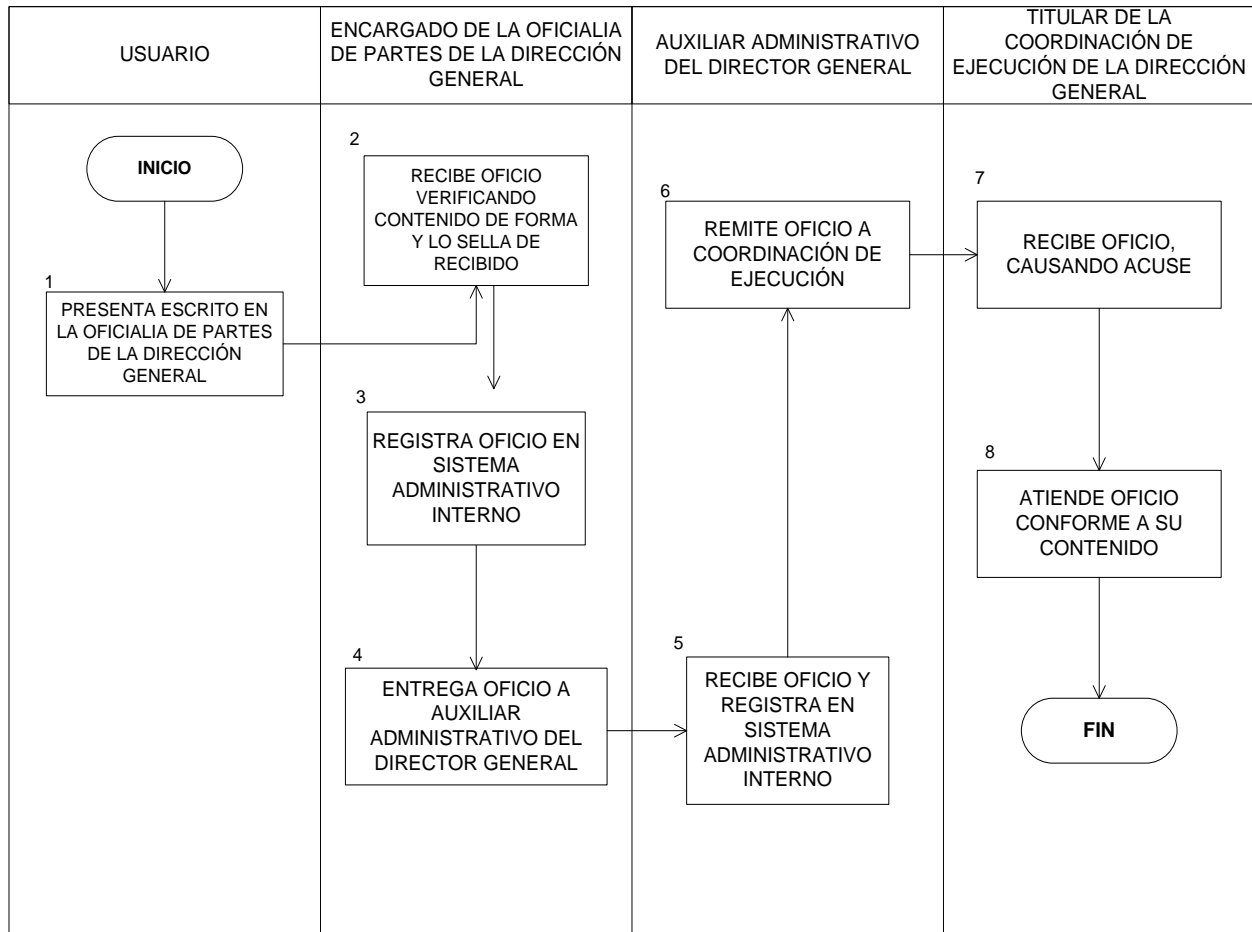 USUARIO
ENCARGADO DE LA OFICIALIA
DE PARTES DE LA DIRECCIÓN
GENERAL
AUXILIAR ADMINISTRATIVO
DEL DIRECTOR GENERAL
TITULAR DE LA
COORDINACIÓN DE
EJECUCIÓN DE LA DIRECCIÓN
GENERAL
INICIO
1
PRESENTA ESCRITO EN
LA OFICIALIA DE PARTES
DE LA DIRECCIÓN
GENERAL
2
RECIBE OFICIO
VERIFICANDO
CONTENIDO DE FORMA
Y LO SELLA DE
RECIBIDO
3
REGISTRA OFICIO EN
SISTEMA
ADMINISTRATIVO
INTERNO
4
ENTREGA OFICIO A
AUXILIAR
ADMINISTRATIVO DEL
DIRECTOR GENERAL
5
RECIBE OFICIO Y
REGISTRA EN
SISTEMA
ADMINISTRATIVO
INTERNO
6
REMITE OFICIO A
COORDINACIÓN DE
EJECUCIÓN
7
RECIBE OFICIO,
CAUSANDO ACUSE
8
ATIENDE OFICIO
CONFORME A SU
CONTENIDO
FIN